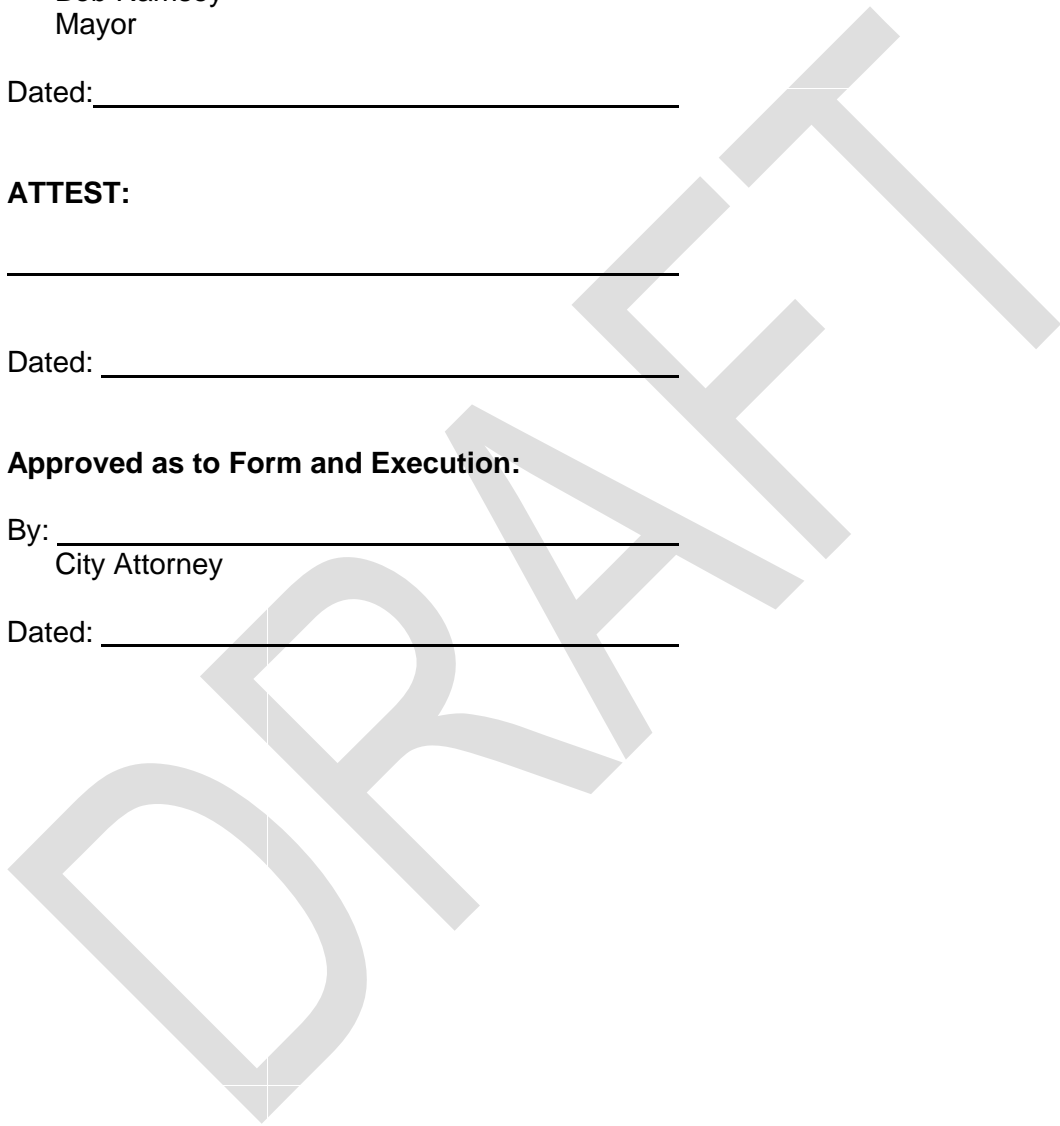 Mayor
Dated:
ATTEST:
Dated:
Approved as to Form and Execution:
By:
City Attorney
Dated:
DRAFT